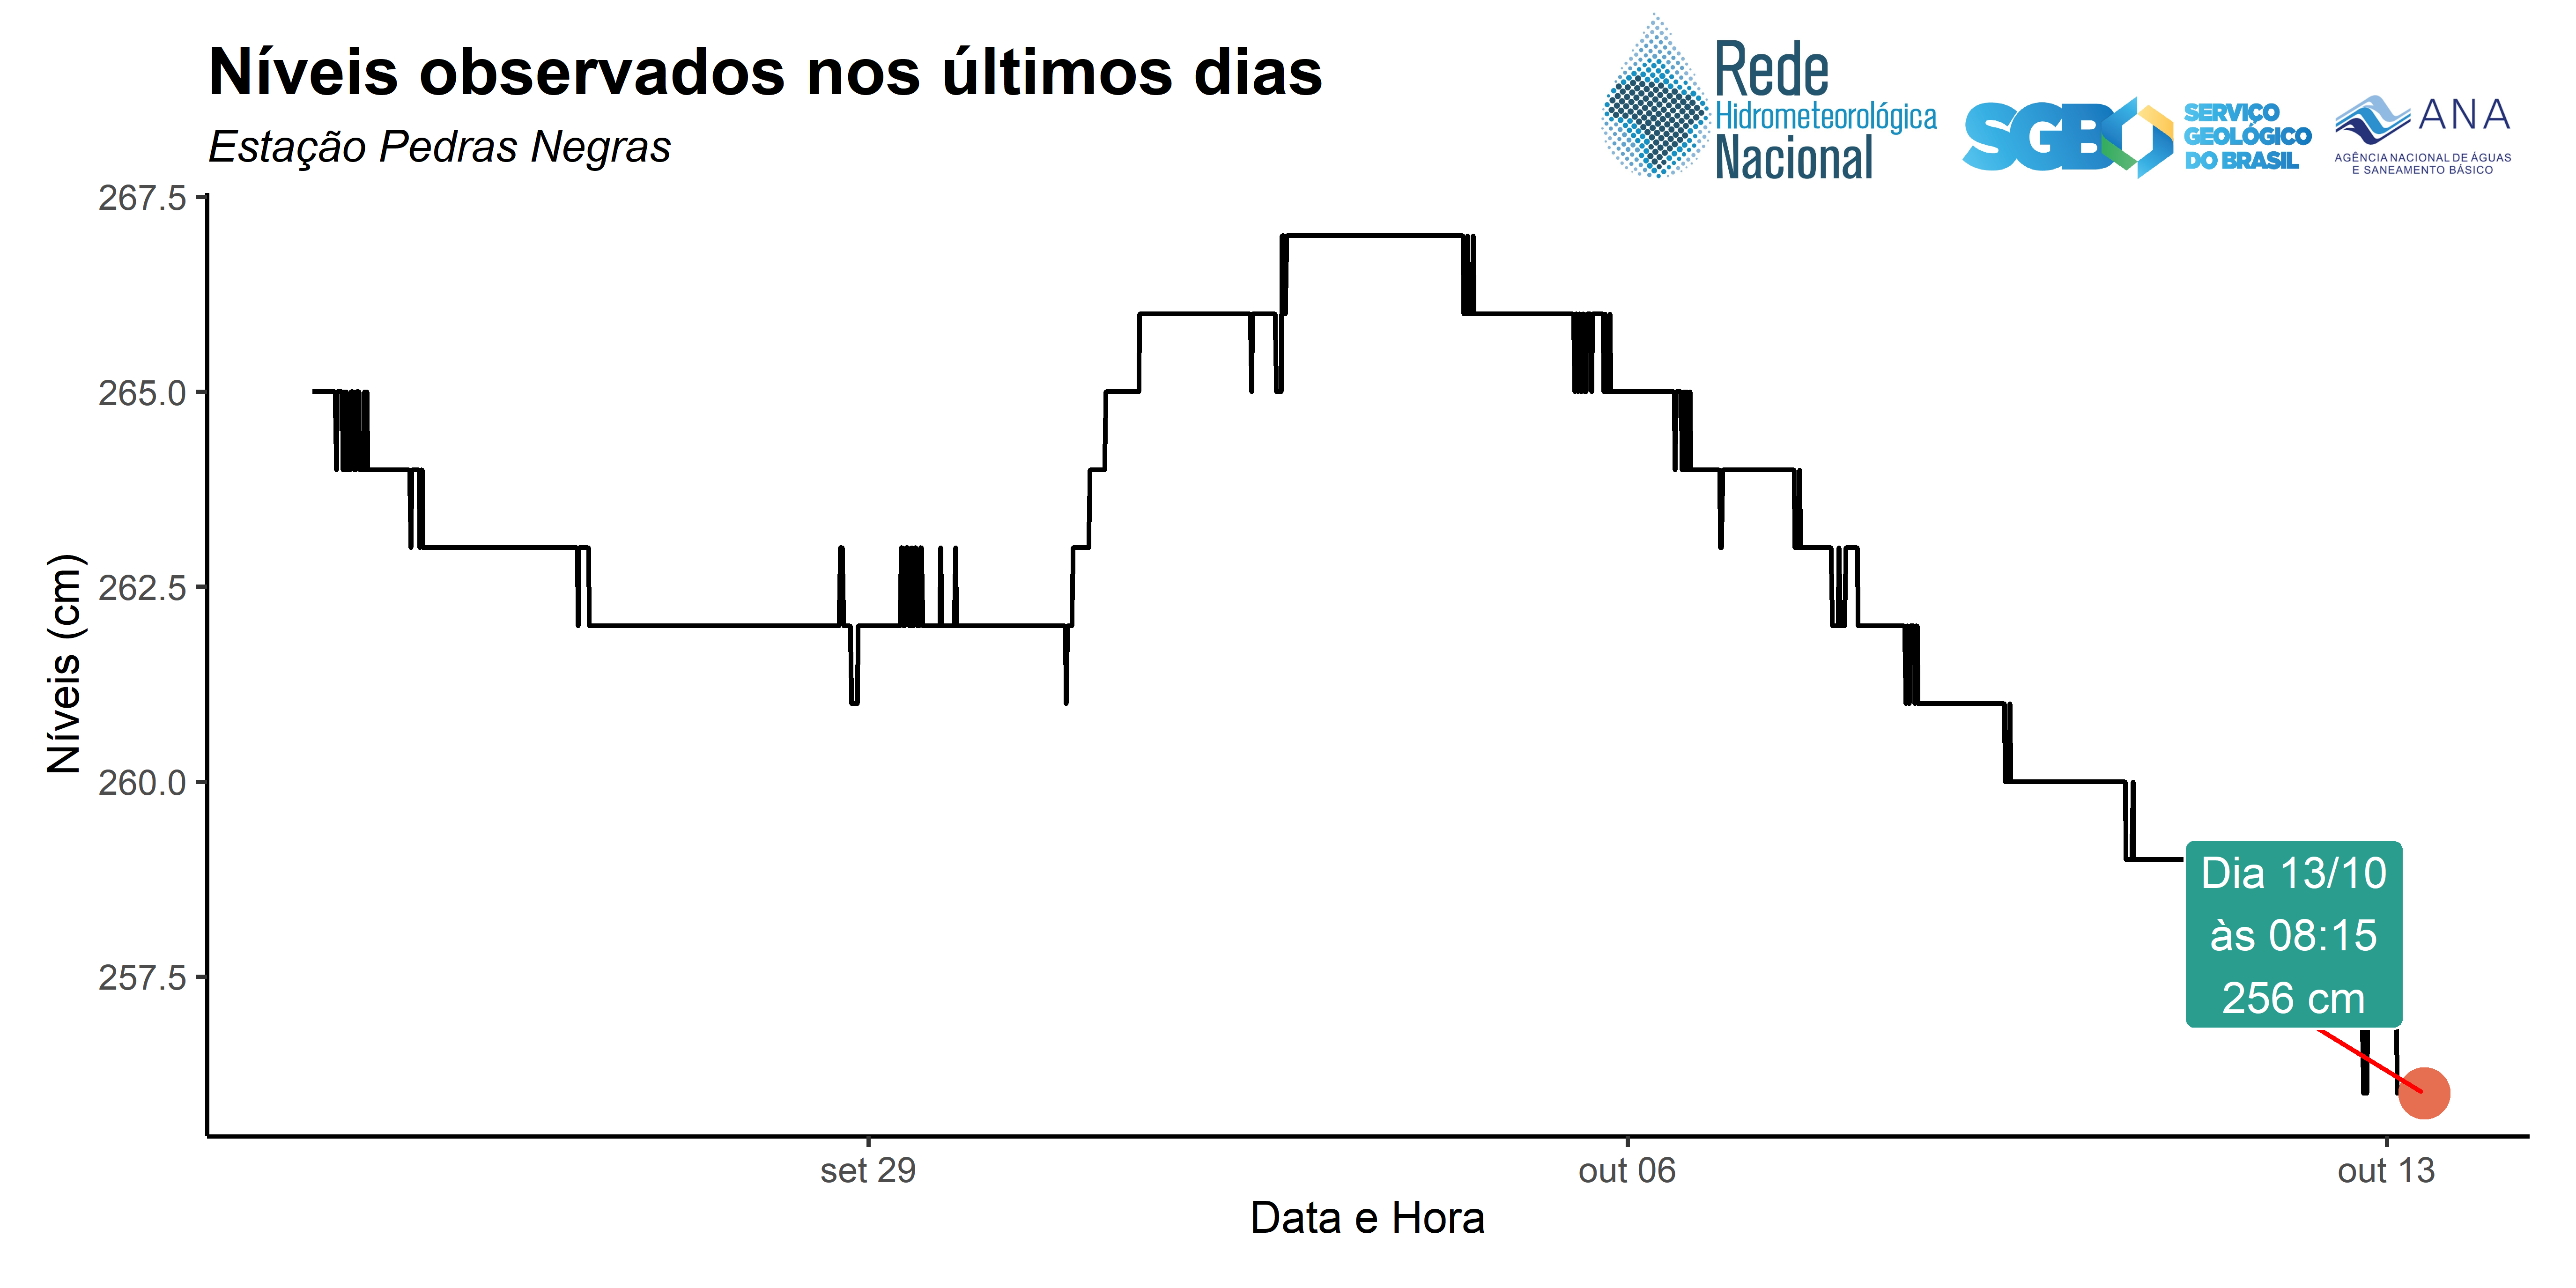 Níveis observados nos últimos dias
Estação Pedras Negras
Rede
Hidrometeorológica
Nacional
SGB
SERVIÇO
GEOLÓGICO
DO BRASIL
ANA
AGÊNCIA NACIONAL DE ÁGUAS
E SANEAMENTO BÁSICO
Níveis (cm)
267.5
265.0
262.5
260.0
257.5
Dia 13/10
às 08:15
256 cm
set 29
out 06
out 13
Data e Hora